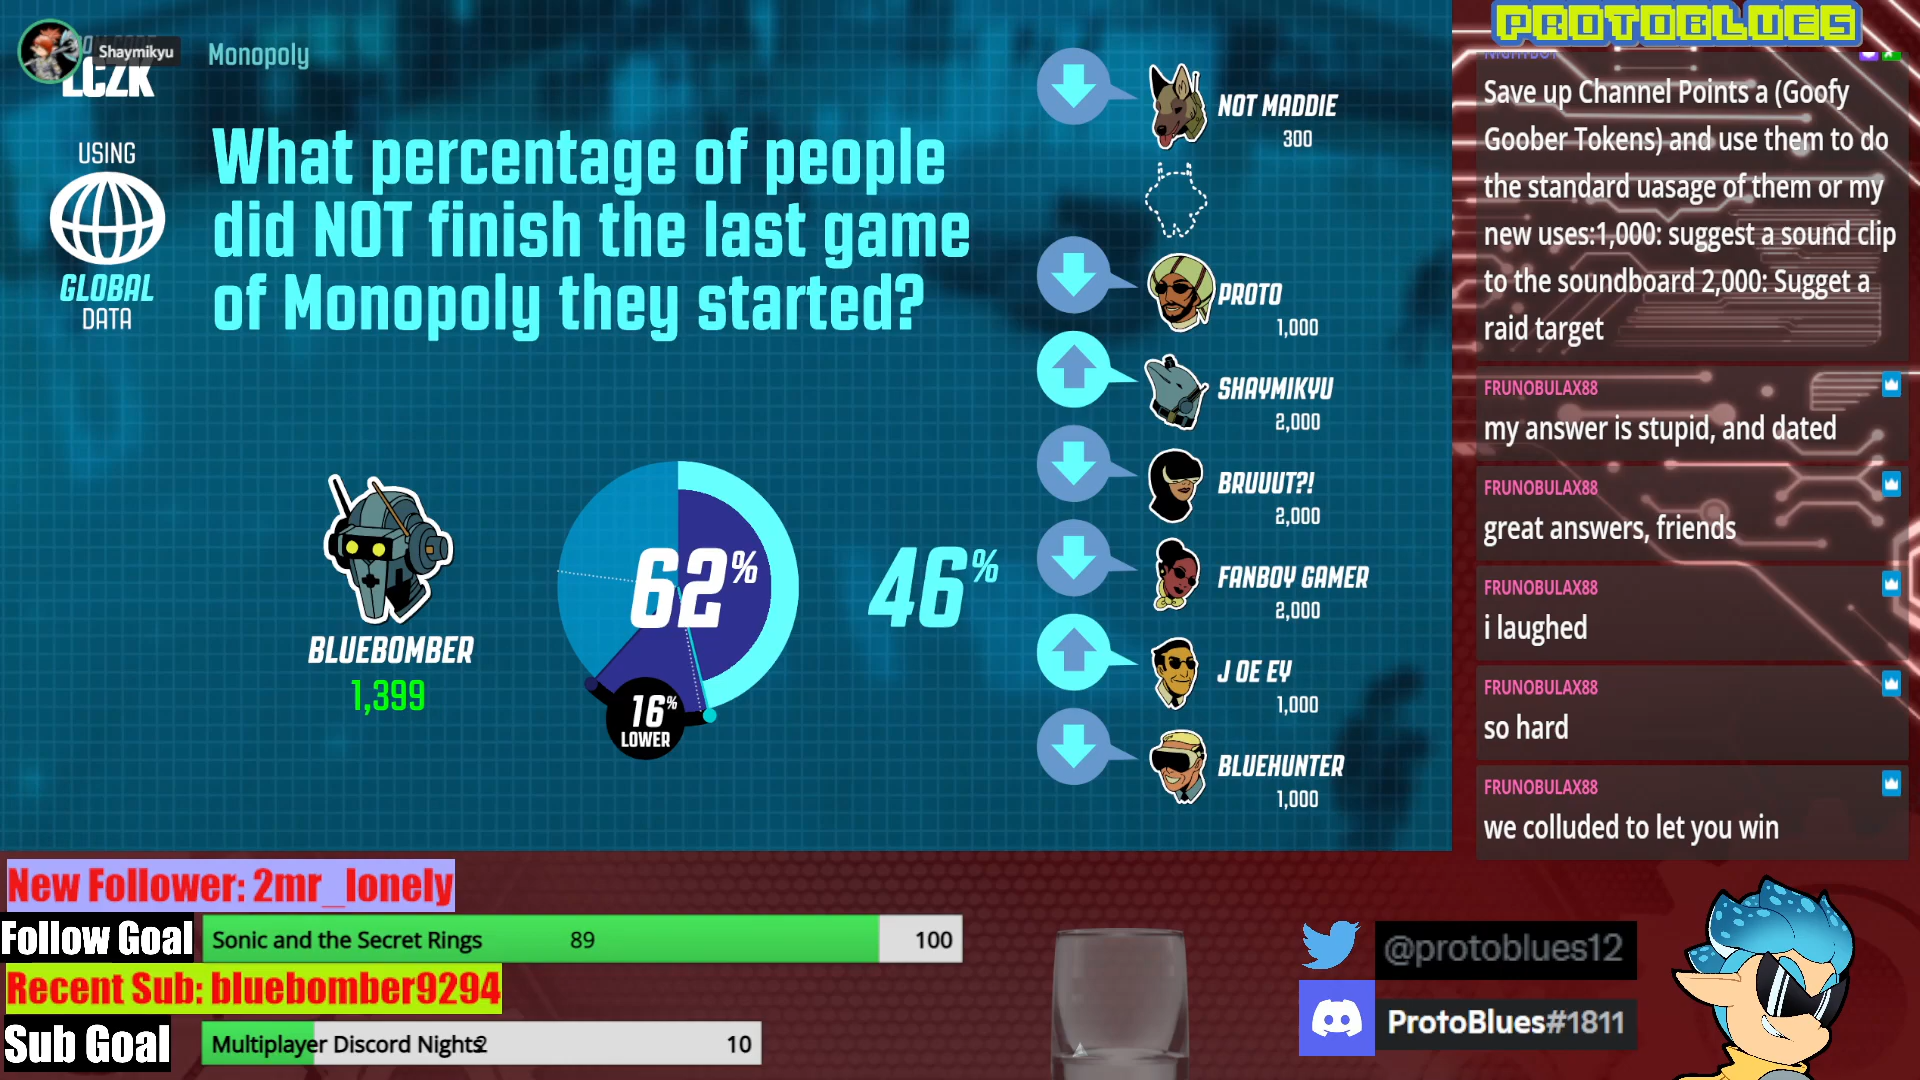 Shaymikyu
LCZK
Monopoly
USING
GLOBAL
DATA
What percentage of people
did NOT finish the last game
of Monopoly they started?
BLUEBOMBER
1,399
62%
16%
LOWER
46%
NOT MADDIE
300
PROTO
1,000
SHAYMIKYU
2,000
BRUUUT?!
2,000
FANBOY GAMER
2,000
J OE EY
1,000
BLUEHUNTER
1,000
PROTOBLUES
NIGHTBOT
Save up Channel Points a (Goofy
Goober Tokens) and use them to do
the standard uasage of them or my
new uses:1,000: suggest a sound clip
to the soundboard 2,000: Sugget a
raid target
FRUNOBULAX88
my answer is stupid, and dated
FRUNOBULAX88
great answers, friends
FRUNOBULAX88
i laughed
FRUNOBULAX88
so hard
FRUNOBULAX88
we colluded to let you win
New Follower: 2mr_lonely
Follow Goal
Sonic and the Secret Rings 89 100
Recent Sub: bluebomber9294
Sub Goal
Multiplayer Discord Nights 2 10
@protoblues12
ProtoBlues#1811